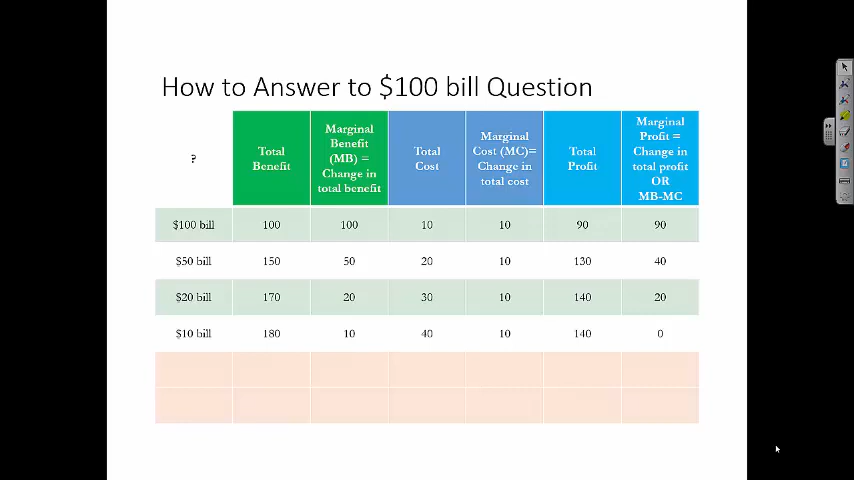 How to Answer to $100 bill Question
?
Total
Benefit
Marginal
Benefit
(MB) =
Change in
total benefit
Total
Cost
Marginal
Cost (MC)=
Change in
total cost
Total
Profit
Marginal
Profit =
Change in
total profit
OR
MB-MC
$100 bill 100 100 10 10 90 90
$50 bill 150 50 20 10 130 40
$20 bill 170 20 30 10 140 20
$10 bill 180 10 40 10 140 0